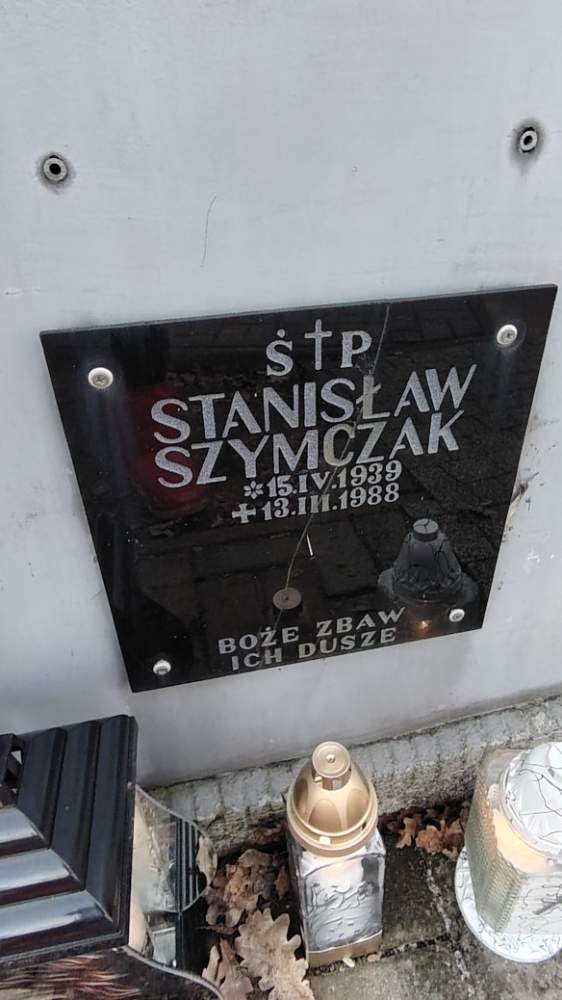 Ś†P
STANISŁAW
SZYMCZAK
*15.IV.1939
+13.III.1988
BOŻE ZBAW
ICH DUSZE